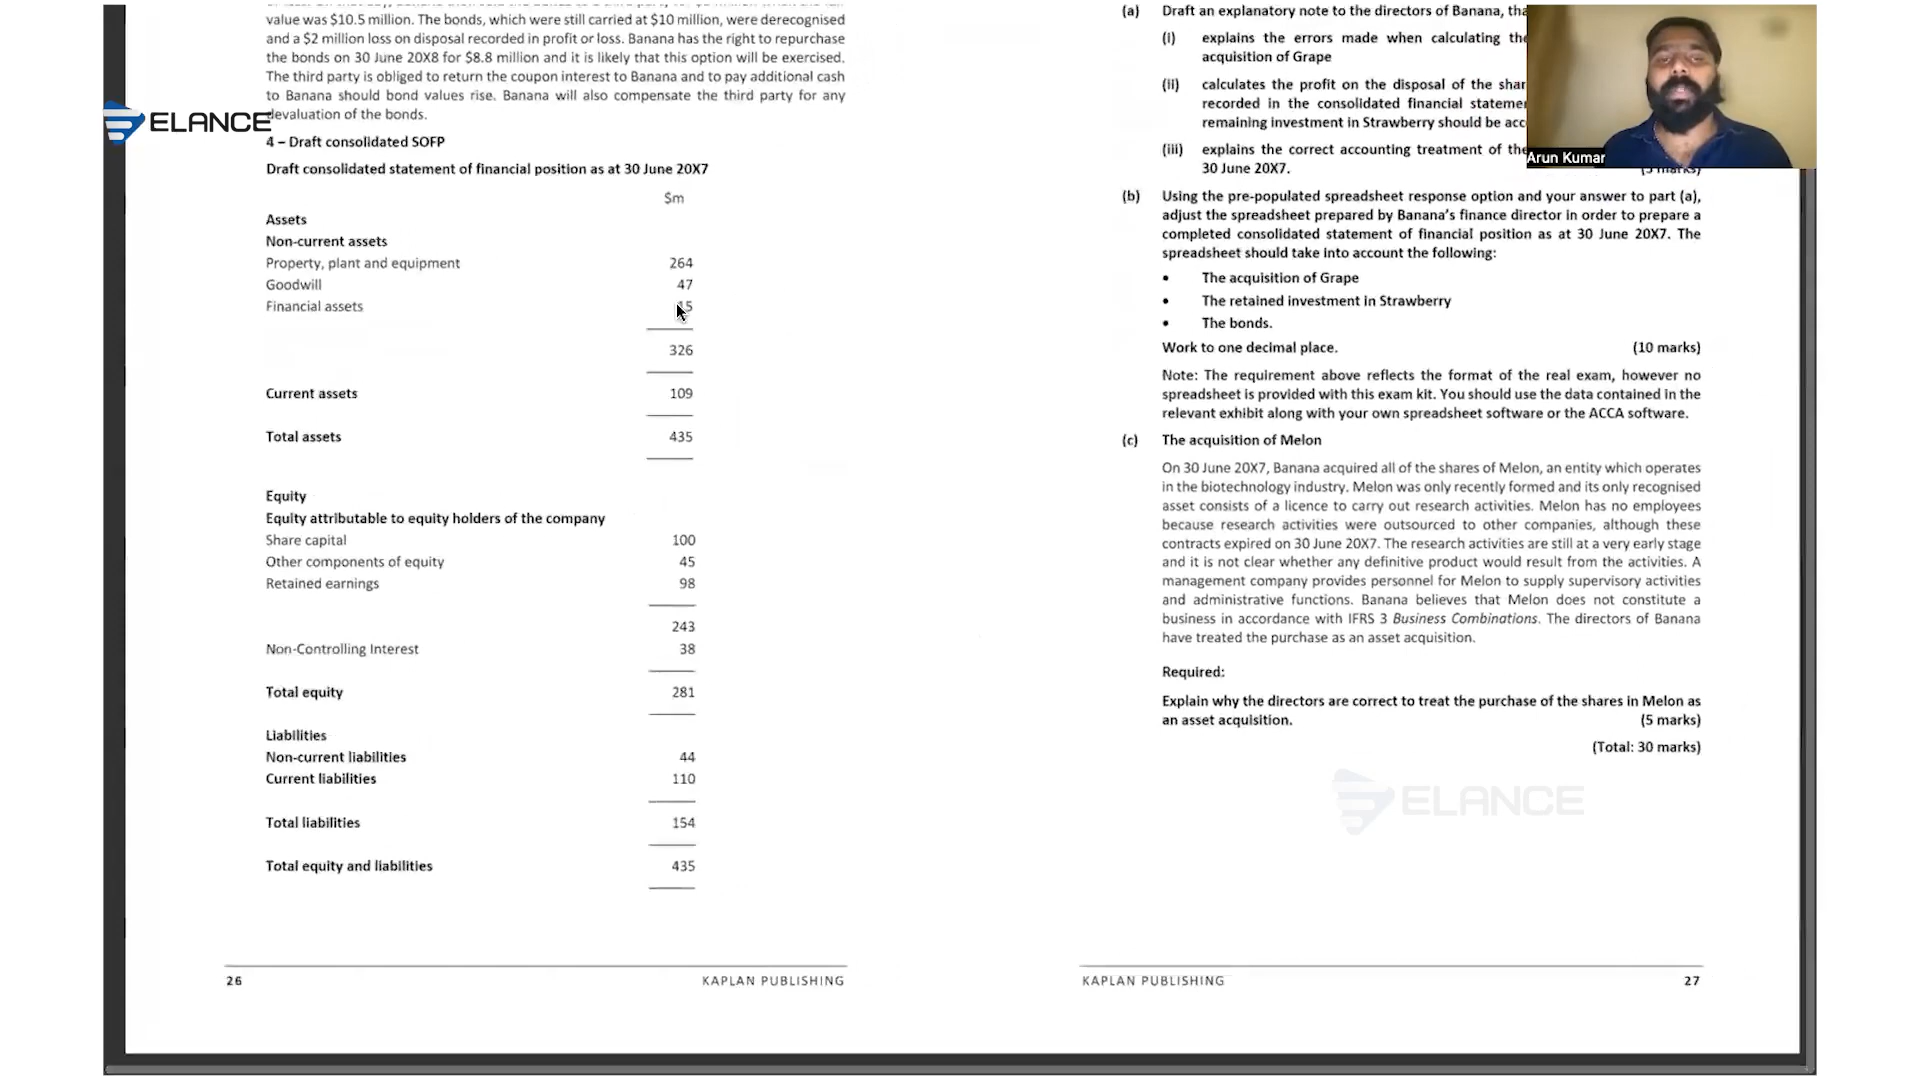 value was $10.5 million. The bonds, which were still carried at $10 million, were derecognised
and a $2 million loss on disposal recorded in profit or loss. Banana has the right to repurchase
the bonds on 30 June 20X8 for $8.8 million and it is likely that this option will be exercised.
The third party is obliged to return the coupon interest to Banana and to pay additional cash
to Banana should bond values rise. Banana will also compensate the third party for any
devaluation of the bonds.
ELANCE
4 – Draft consolidated SOFP
Draft consolidated statement of financial position as at 30 June 20X7
$m
Assets
Non-current assets
Property, plant and equipment 264
Goodwill 47
Financial assets 15
326
Current assets 109
Total assets 435
Equity
Equity attributable to equity holders of the company
Share capital 100
Other components of equity 45
Retained earnings 98
243
Non-Controlling Interest 38
Total equity 281
Liabilities
Non-current liabilities 44
Current liabilities 110
Total liabilities 154
Total equity and liabilities 435
26 KAPLAN PUBLISHING
(a) Draft an explanatory note to the directors of Banana,
(i) explains the errors made when calculating the
acquisition of Grape
(ii) calculates the profit on the disposal of the
recorded in the consolidated financial
remaining investment in Strawberry should be
(iii) explains the correct accounting treatment of the
30 June 20X7. (5 marks)
Arun Kumar
(b) Using the pre-populated spreadsheet response option and your answer to part (a),
adjust the spreadsheet prepared by Banana's finance director in order to prepare a
completed consolidated statement of financial position as at 30 June 20X7. The
spreadsheet should take into account the following:
• The acquisition of Grape
• The retained investment in Strawberry
• The bonds.
Work to one decimal place. (10 marks)
Note: The requirement above reflects the format of the real exam, however no
spreadsheet is provided with this exam kit. You should use the data contained in the
relevant exhibit along with your own spreadsheet software or the ACCA software.
(c) The acquisition of Melon
On 30 June 20X7, Banana acquired all of the shares of Melon, an entity which operates
in the biotechnology industry. Melon was only recently formed and its only recognised
asset consists of a licence to carry out research activities. Melon has no employees
because research activities were outsourced to other companies, although these
contracts expired on 30 June 20X7. The research activities are still at a very early stage
and it is not clear whether any definitive product would result from the activities. A
management company provides personnel for Melon to supply supervisory activities
and administrative functions. Banana believes that Melon does not constitute a
business in accordance with IFRS 3 Business Combinations. The directors of Banana
have treated the purchase as an asset acquisition.
Required:
Explain why the directors are correct to treat the purchase of the shares in Melon as
an asset acquisition. (5 marks)
(Total: 30 marks)
ELANCE
KAPLAN PUBLISHING 27